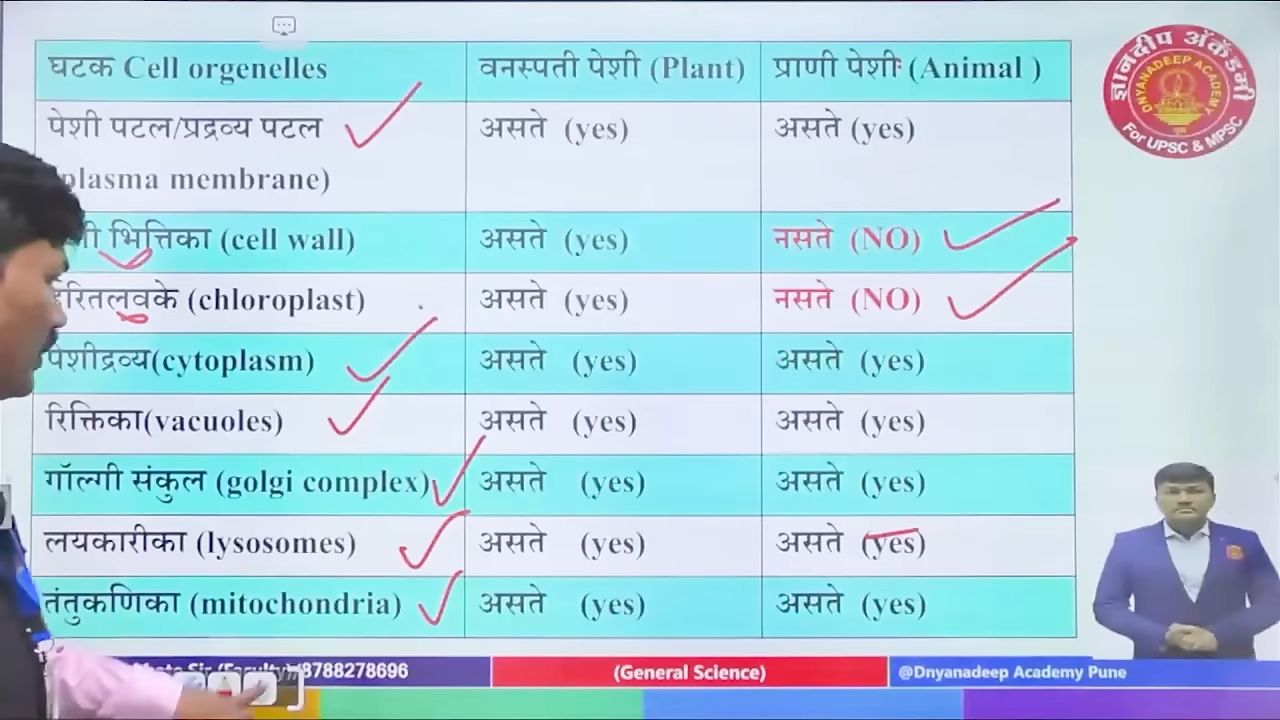 घटक Cell orgenelles वनस्पती पेशी (Plant) प्राणी पेशी (Animal )
पेशी पटल/प्रद्रव्य पटल असते (yes) असते (yes)
plasma membrane)
भित्तिका (cell wall) असते (yes) नसते (NO)
हरितलवके (chloroplast) असते (yes) नसते (NO)
पेशीद्रव्य(cytoplasm) असते (yes) असते (yes)
रिक्तिका(vacuoles) असते (yes) असते (yes)
गॉल्गी संकुल (golgi complex) असते (yes) असते (yes)
लयकारीका (lysosomes) असते (yes) असते (yes)
तंतुकणिका (mitochondria) असते (yes) असते (yes)
ज्ञानदीप अॅकॅडमी
DNYANADEEP ACADEMY
For UPSC & MPSC
Sir (Faculty) 8788278696 (General Science) @Dnyanadeep Academy Pune